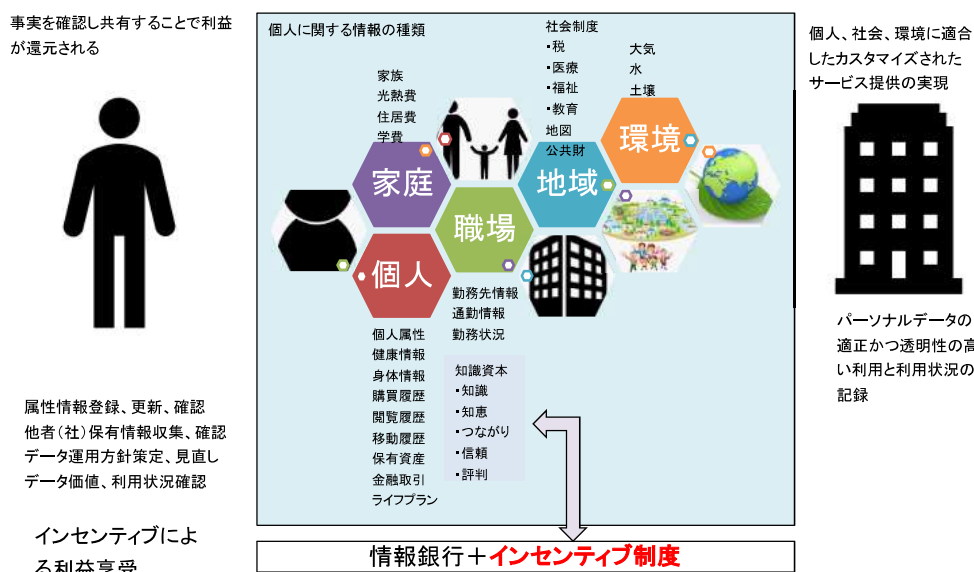 事実を確認し共有することで利益
が還元される
属性情報登録、更新、確認
他者（社）保有情報収集、確認
データ運用方針策定、見直し
データ価値、利用状況確認
インセンティブによ
る利益享受
個人に関する情報の種類
家族
光熱費
住居費
学費
社会制度
・税
・医療
・福祉
・教育
地図
公共財
大気
水
土壌
家庭
職場
地域
環境
個人
勤務先情報
通勤情報
勤務状況
個人属性
健康情報
身体情報
購買履歴
閲覧履歴
移動履歴
保有資産
金融取引
ライフプラン
知識資本
・知識
・知恵
・つながり
・信頼
・評判
情報銀行＋インセンティブ制度
個人、社会、環境に適合
したカスタマイズされた
サービス提供の実現
パーソナルデータの
適正かつ透明性の高
い利用と利用状況の
記録